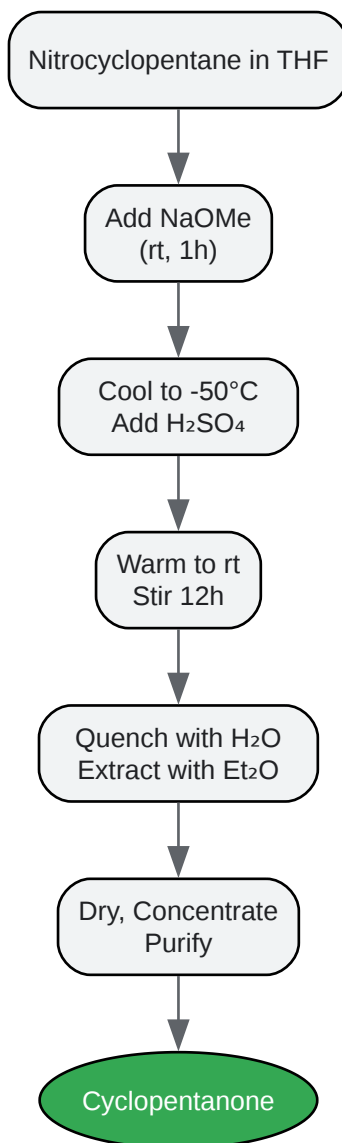 Nitrocyclopentane in THF
Add NaOMe
(rt, 1h)
Cool to -50°C
Add H₂SO₄
Warm to rt
Stir 12h
Quench with H₂O
Extract with Et₂O
Dry, Concentrate
Purify
Cyclopentanone